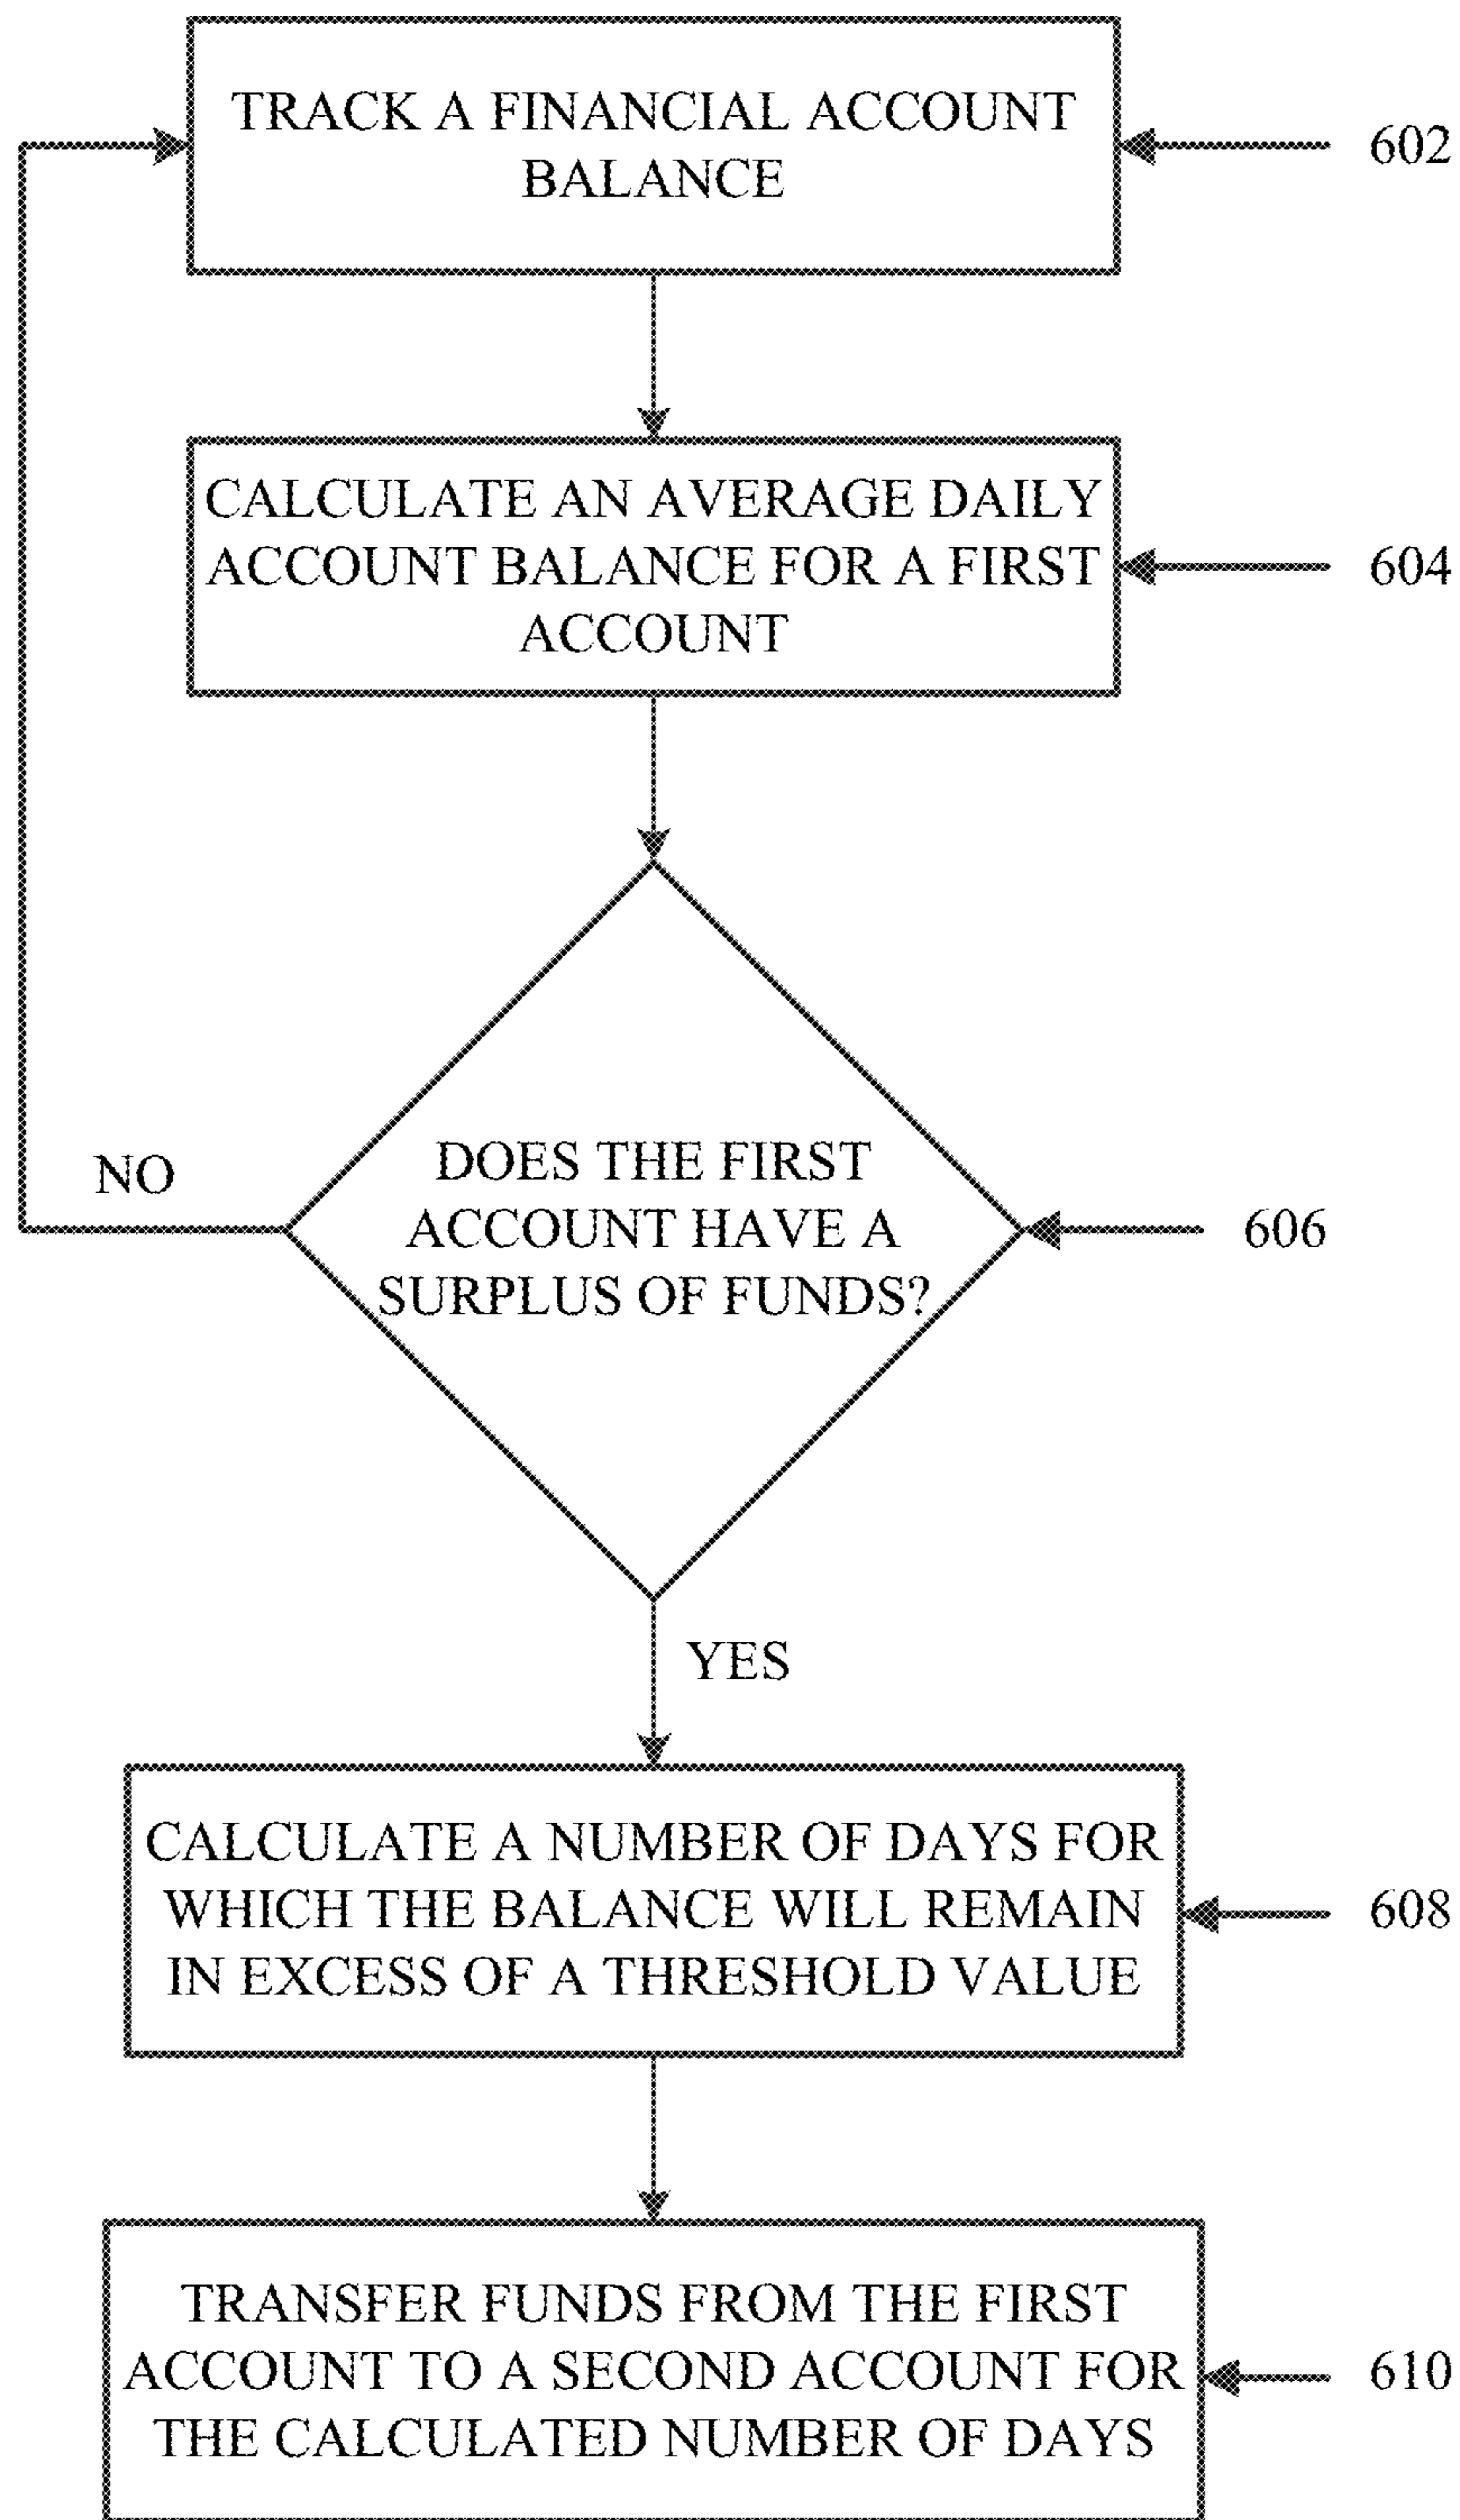 TRACK A FINANCIAL ACCOUNT
BALANCE
602
CALCULATE AN AVERAGE DAILY
ACCOUNT BALANCE FOR A FIRST
ACCOUNT
604
DOES THE FIRST
ACCOUNT HAVE A
SURPLUS OF FUNDS?
606
NO
YES
CALCULATE A NUMBER OF DAYS FOR
WHICH THE BALANCE WILL REMAIN
IN EXCESS OF A THRESHOLD VALUE
608
TRANSFER FUNDS FROM THE FIRST
ACCOUNT TO A SECOND ACCOUNT FOR
THE CALCULATED NUMBER OF DAYS
610